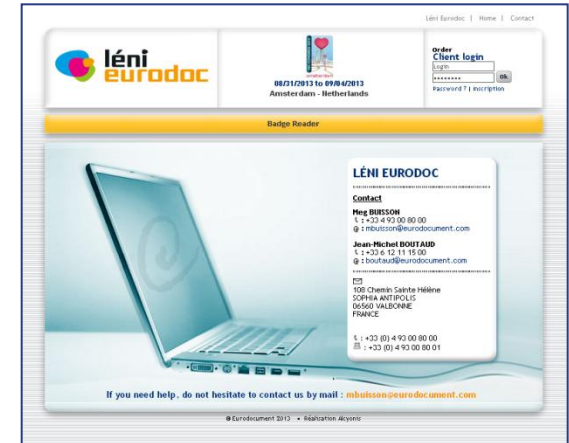 Léni Eurodoc | Home | Contact
léni
eurodoc
amsterdam
08/31/2013 to 09/04/2013
Amsterdam - Netherlands
Order
Client login
Login
••••••••
ok
Password ? | Inscription
Badge Reader
@
LÉNI EURODOC
Contact
Meg BUISSON
: +33 4 93 00 80 00
@ : mbuisson@eurodocument.com
Jean-Michel BOUTAUD
: +33 6 12 11 15 00
@ : boutaud@eurodocument.com
108 Chemin Sainte Hélène
SOPHIA ANTIPOLIS
06560 VALBONNE
FRANCE
: +33 (0) 4 93 00 80 00
: +33 (0) 4 93 00 80 01
If you need help, do not hesitate to contact us by mail : mbuisson@eurodocument.com
© Eurodocument 2013 • Réalisation Alcyonis